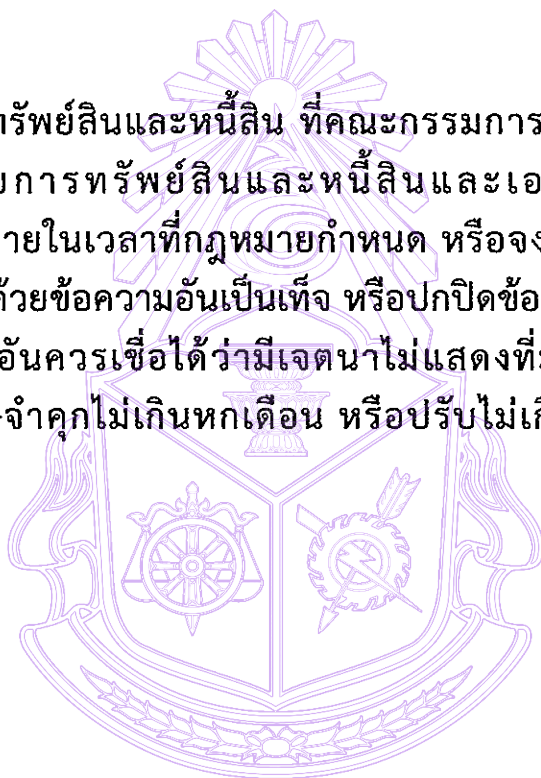 ทรัพย์สินและหนี้สิน ที่คณะกรรมการ
การทรัพย์สินและหนี้สินและเอ
ภายในเวลาที่กฎหมายกำหนด หรือจง
ด้วยข้อความอันเป็นเท็จ หรือปกปิดข้อ
อันควรเชื่อได้ว่ามีเจตนาไม่แสดงที่
จำคุกไม่เกินหกเดือน หรือปรับไม่เกิ